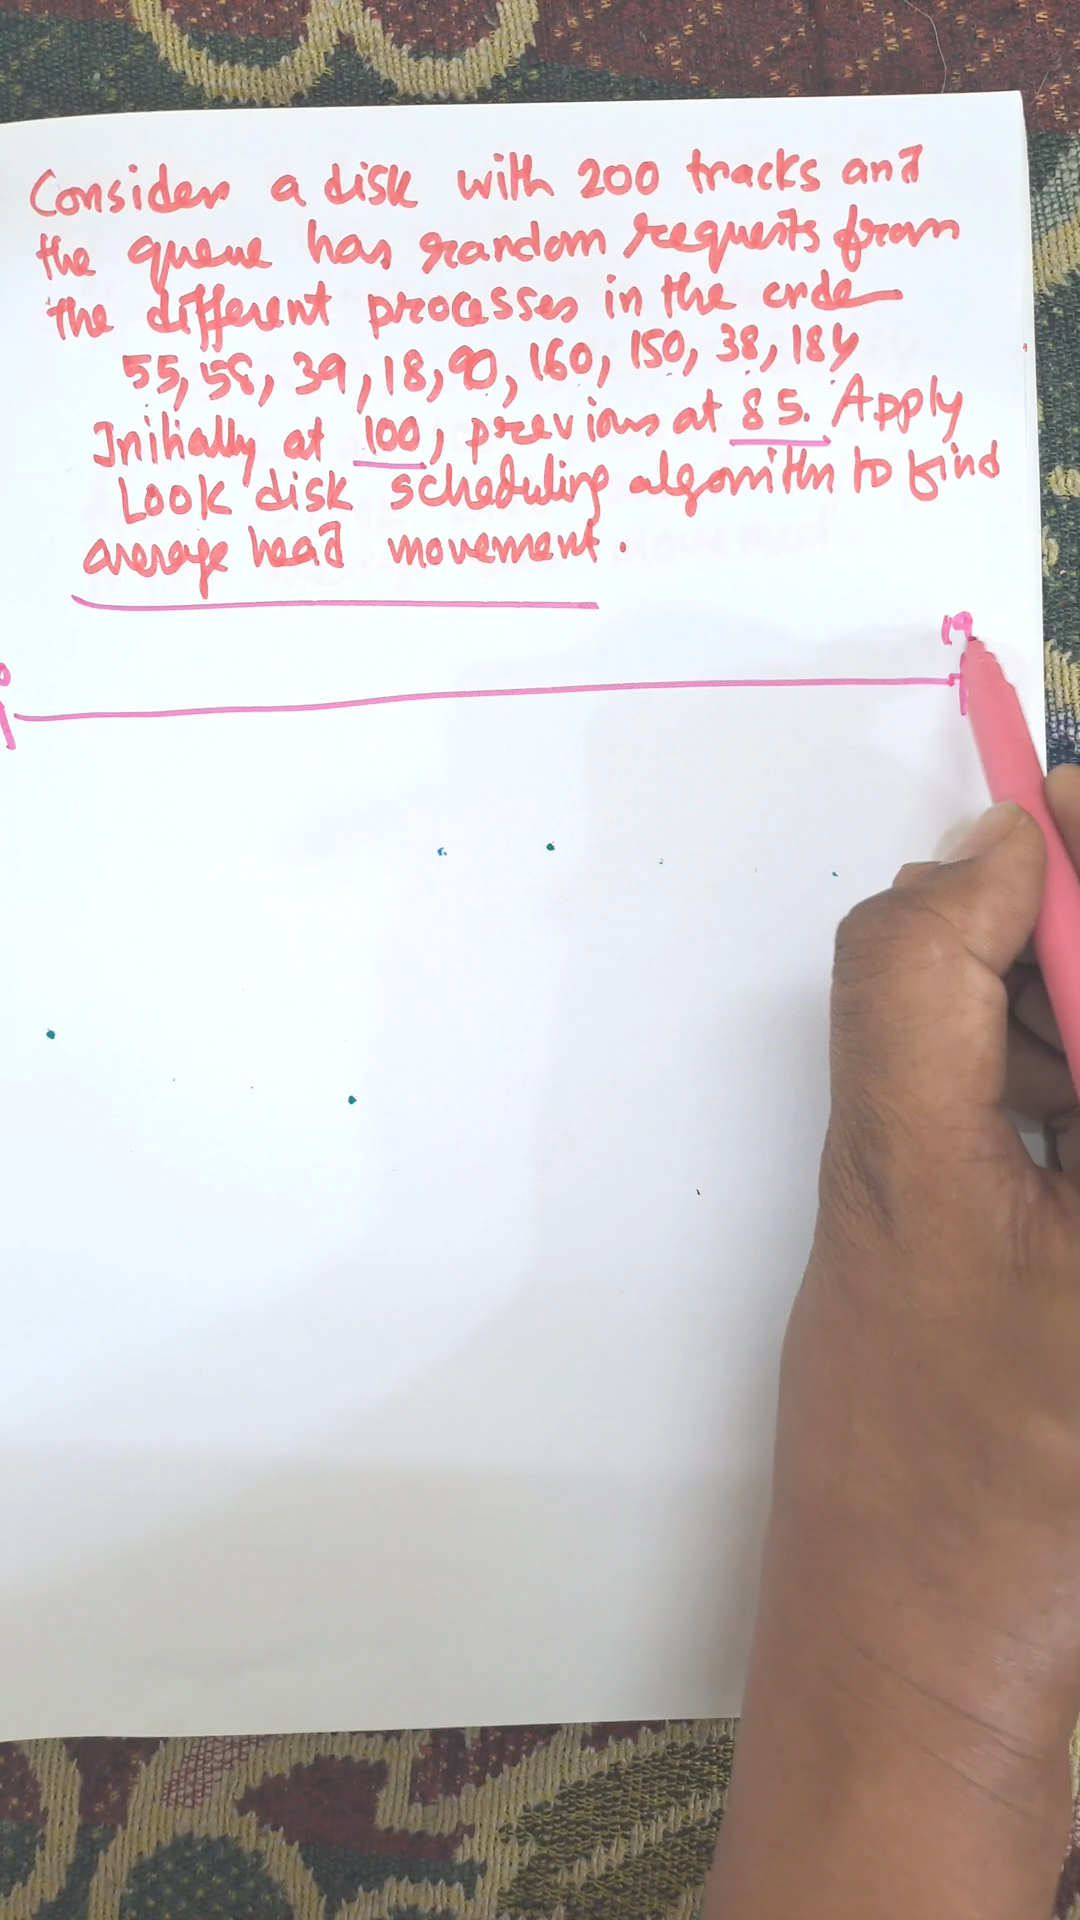 Consider a disk with 200 tracks and
the queue has random requests from
the different processes in the order
55, 58, 39, 18, 90, 160, 150, 38, 184
Initially at 100, previous at 85. Apply
Look disk scheduling algorithm to find
average head movement.
0 19